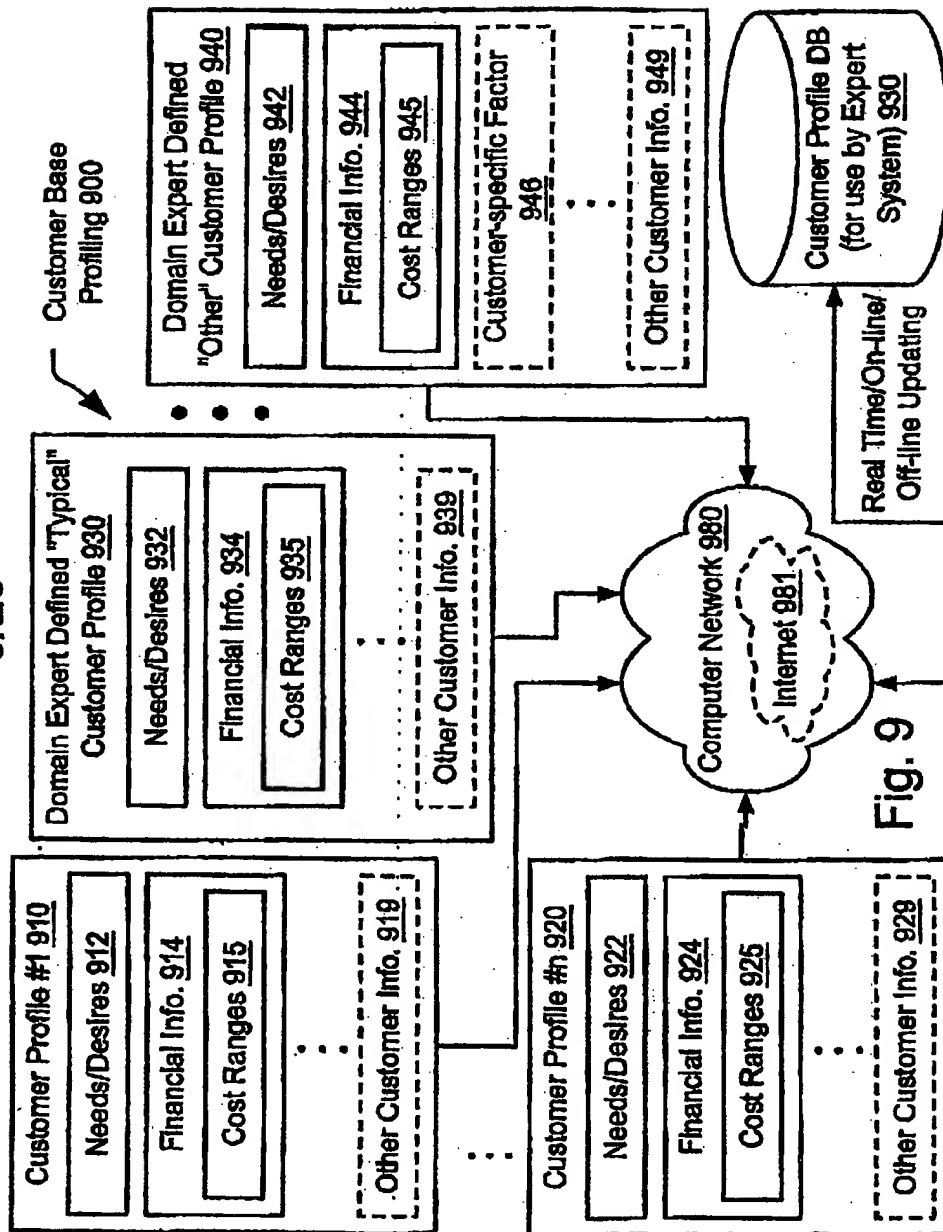 Customer Base
Profiling 900
Customer Profile #1 910
Needs/Desires 912
Financial Info. 914
Cost Ranges 915
Other Customer Info. 919
Customer Profile #n 920
Needs/Desires 922
Financial Info. 924
Cost Ranges 925
Other Customer Info. 929
Domain Expert Defined "Typical"
Customer Profile 930
Needs/Desires 932
Financial Info. 934
Cost Ranges 935
Other Customer Info. 939
Domain Expert Defined
"Other" Customer Profile 940
Needs/Desires 942
Financial Info. 944
Cost Ranges 945
Customer-specific Factor
946
Other Customer Info. 949
Computer Network 980
Internet 981
Real Time/On-line/
Off-line Updating
Customer Profile DB
(for use by Expert
System) 930
Fig. 9